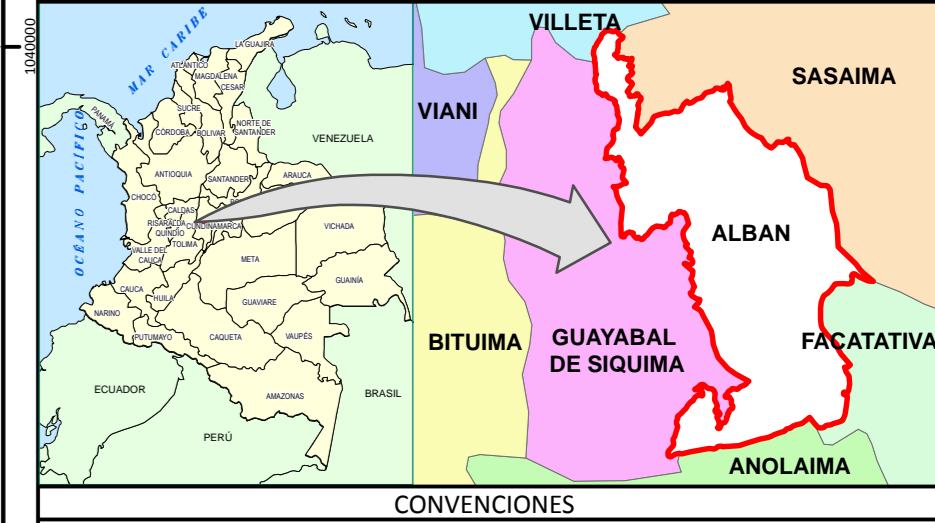 1040000
MAR CARIBE
OCÉANO PACÍFICO
LA GUAJIRA
ATLÁNTICO
MAGDALENA
CESAR
PANAMÁ
SUCRE
CÓRDOBA
BOLIVAR
NORTE DE
SANTANDER
VENEZUELA
ANTIOQUIA
SANTANDER
ARAUCA
CHOCÓ
CALDAS
RISARALDA
CUNDINAMARCA
QUINDÍO
TOLIMA
VICHADA
VALLE DEL
CAUCA
META
GUAINÍA
CAUCA
HUILA
GUAVIARE
NARINO
PUTUMAYO
CAQUETA
VAUPÉS
ECUADOR
AMAZONAS
BRASIL
PERÚ
VILLETA
SASAIMA
VIANI
ALBAN
BITUIMA
GUAYABAL
DE SIQUIMA
FACATATIVA
ANOLAIMA
CONVENCIONES